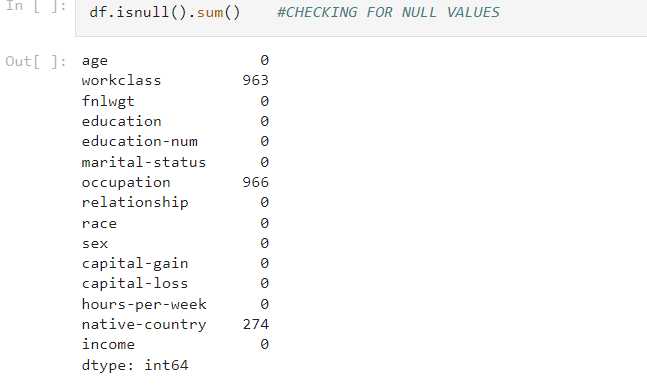 In [ ]: df.isnull().sum() #CHECKING FOR NULL VALUES
Out[ ]: age 0
workclass 963
fnlwgt 0
education 0
education-num 0
marital-status 0
occupation 966
relationship 0
race 0
sex 0
capital-gain 0
capital-loss 0
hours-per-week 0
native-country 274
income 0
dtype: int64